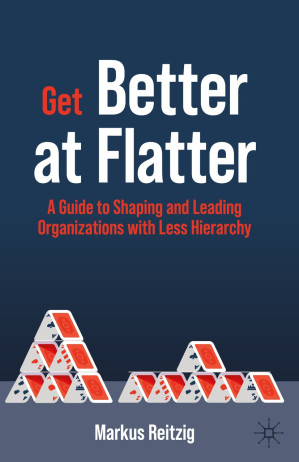 Get Better
at Flatter
A Guide to Shaping and Leading
Organizations with Less Hierarchy
Markus Reitzig